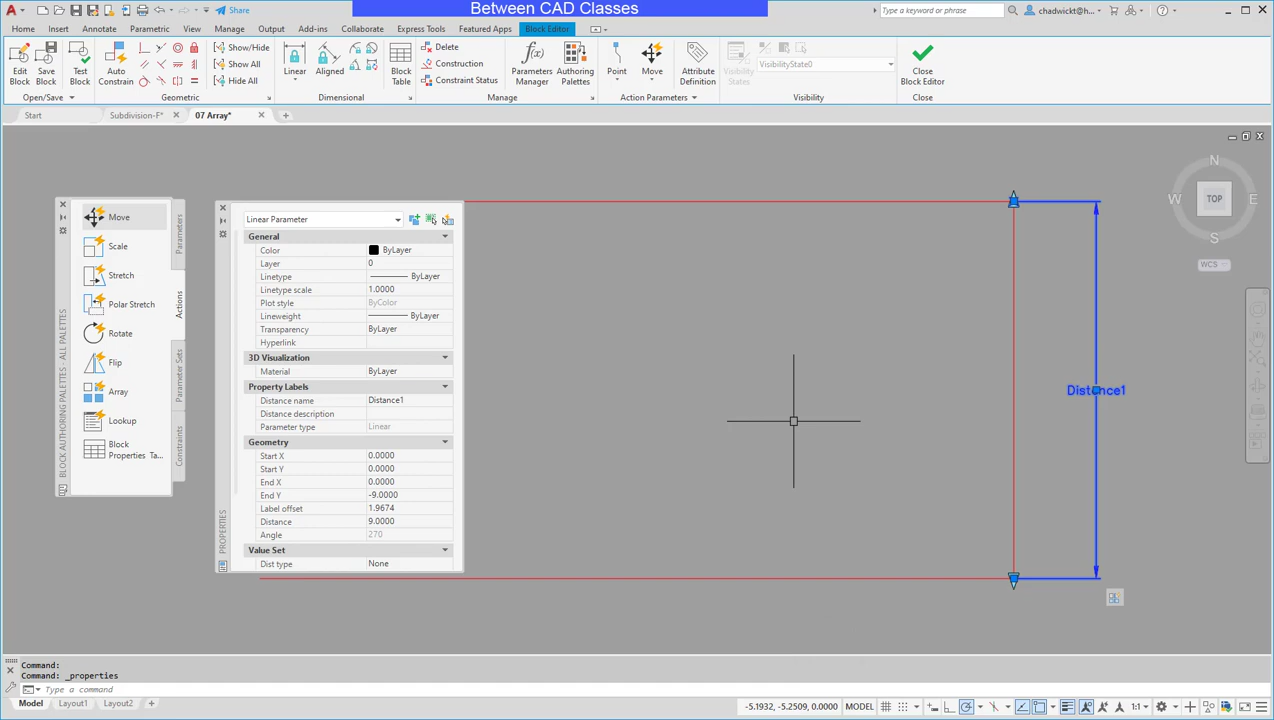 Between CAD Classes
Share
Type a keyword or phrase
chadwickt@h...
Home Insert Annotate Parametric View Manage Output Add-ins Collaborate Express Tools Featured Apps Block Editor
Edit Block
Save Block
Test Block
Auto Constrain
Show/Hide
Show All
Hide All
Linear
Aligned
Block Table
Delete
Construction
Constraint Status
Parameters Manager
Authoring Palettes
Point
Move
Attribute Definition
Visibility States
VisibilityState0
Close Block Editor
Open/Save Geometric Dimensional Manage Action Parameters Visibility Close
Start Subdivision-F* 07 Array*
N
W TOP E
S
WCS
Move
Scale
Stretch
Polar Stretch
Rotate
Flip
Array
Lookup
Block Properties Ta...
Parameters
Actions
Parameter Sets
Constraints
BLOCK AUTHORING PALETTES - ALL PALETTES
Linear Parameter
General
Color ByLayer
Layer 0
Linetype ByLayer
Linetype scale 1.0000
Plot style ByColor
Lineweight ByLayer
Transparency ByLayer
Hyperlink
3D Visualization
Material ByLayer
Property Labels
Distance name Distance1
Distance description
Parameter type Linear
Geometry
Start X 0.0000
Start Y 0.0000
End X 0.0000
End Y -9.0000
Label offset 1.9674
Distance 9.0000
Angle 270
Value Set
Dist type None
PROPERTIES
Distance1
Command:
Command: _properties
Type a command
Model Layout1 Layout2
-5.1932, -5.2509, 0.0000 MODEL 1:1